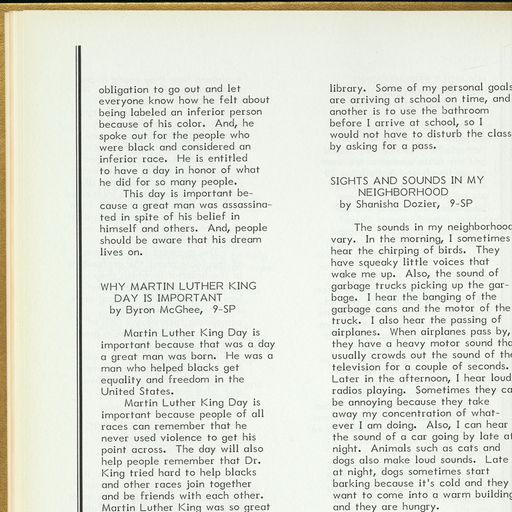 obligation to go out and let
everyone know how he felt about
being labeled an inferior person
because of his color. And, he
spoke out for the people who
were black and considered an
inferior race. He is entitled
to have a day in honor of what
he did for so many people.
This day is important be-
cause a great man was assassina-
ted in spite of his belief in
himself and others. And, people
should be aware that his dream
lives on.
WHY MARTIN LUTHER KING
DAY IS IMPORTANT
by Byron McGhee, 9-SP
Martin Luther King Day is
important because that was a day
a great man was born. He was a
man who helped blacks get
equality and freedom in the
United States.
Martin Luther King Day is
important because people of all
races can remember that he
never used violence to get his
point across. The day will also
help people remember that Dr.
King tried hard to help blacks
and other races join together
and be friends with each other.
Martin Luther King was so great
library. Some of my personal goals
are arriving at school on time, and
another is to use the bathroom
before I arrive at school, so I
would not have to disturb the class
by asking for a pass.
SIGHTS AND SOUNDS IN MY
NEIGHBORHOOD
by Shanisha Dozier, 9-SP
The sounds in my neighborhood
vary. In the morning, I sometimes
hear the chirping of birds. They
have squeaky little voices that
wake me up. Also, the sound of
garbage trucks picking up the gar-
bage. I hear the banging of the
garbage cans and the motor of the
truck. I also hear the passing of
airplanes. When airplanes pass by,
they have a heavy motor sound tha
usually crowds out the sound of the
television for a couple of seconds.
Later in the afternoon, I hear loud
radios playing. Sometimes they ca
be annoying because they take
away my concentration of what-
ever I am doing. Also, I can hear
the sound of a car going by late at
night. Animals such as cats and
dogs also make loud sounds. Late
at night, dogs sometimes start
barking because it's cold and they
want to come into a warm building
and they are hungry.